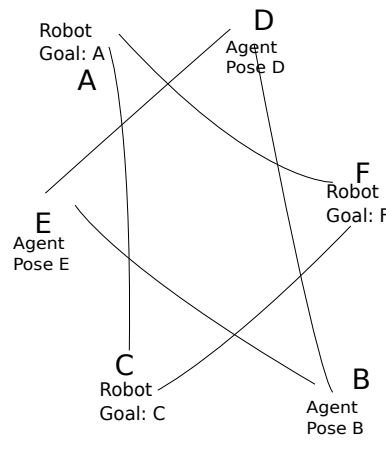 Robot
Goal: A
A
D
Agent
Pose D
F
Robot
Goal: F
E
Agent
Pose E
C
Robot
Goal: C
B
Agent
Pose B